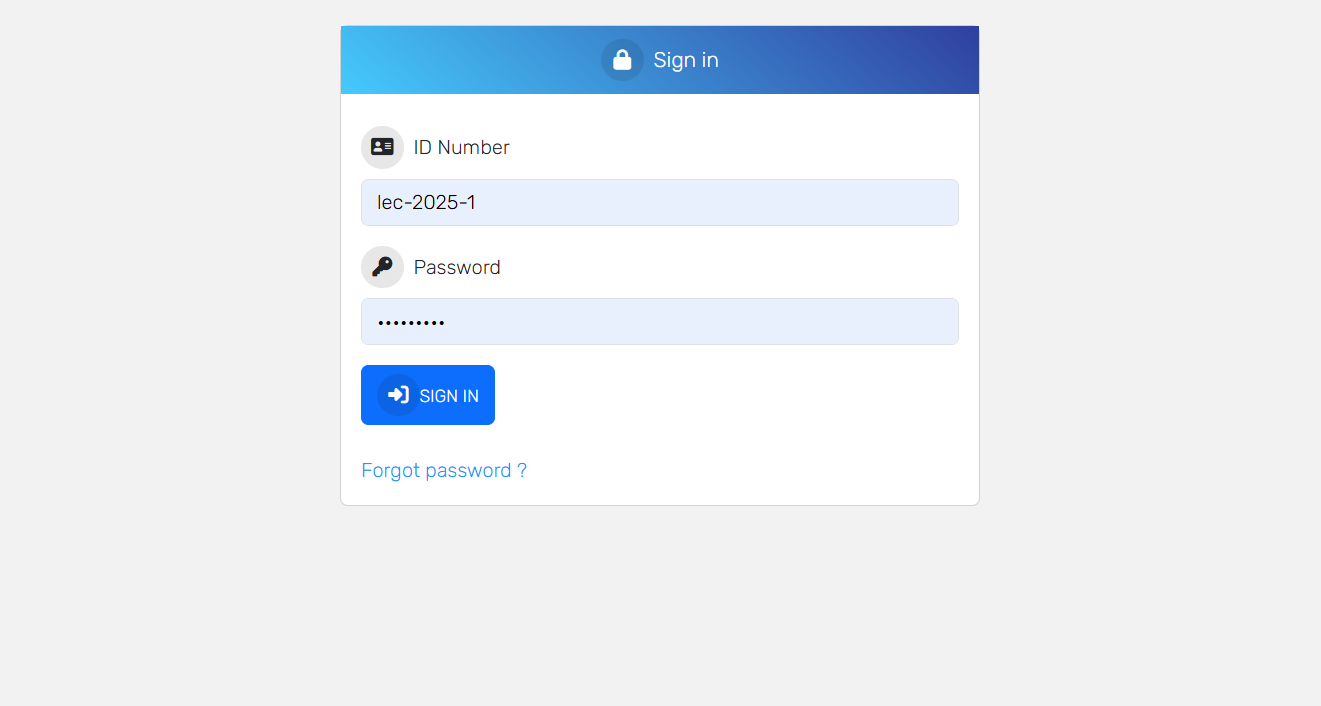 Sign in
ID Number
lec-2025-1
Password
•••••••••
SIGN IN
Forgot password ?